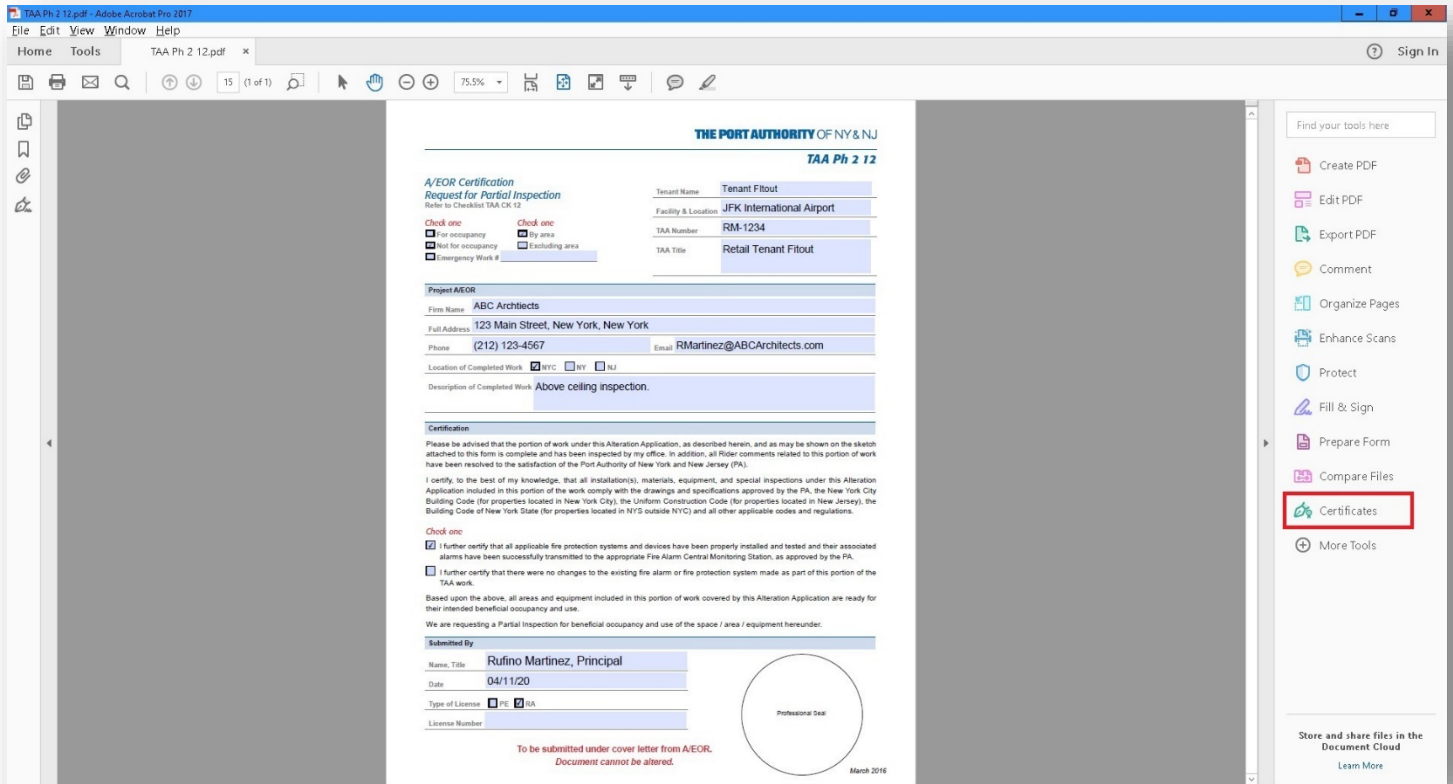 TAA Ph 2 12.pdf - Adobe Acrobat Pro 2017
File Edit View Window Help
Home Tools TAA Ph 2 12.pdf × Sign In
15 (1 of 1) 75.5%
Find your tools here
Create PDF
Edit PDF
Export PDF
Comment
Organize Pages
Enhance Scans
Protect
Fill & Sign
Prepare Form
Compare Files
Certificates
More Tools
Store and share files in the
Document Cloud
Learn More
THE PORT AUTHORITY OF NY & NJ
TAA Ph 2 12
A/EOR Certification
Request for Partial Inspection
Refer to Checklist TAA CK 12
Check one Check one
For occupancy By area
Not for occupancy Excluding area
Emergency Work #
Tenant Name Tenant FItout
Facility & Location JFK International Airport
TAA Number RM-1234
TAA Title Retail Tenant Fitout
Project A/EOR
Firm Name ABC Archtiects
Full Address 123 Main Street, New York, New York
Phone (212) 123-4567 Email RMartinez@ABCArchitects.com
Location of Completed Work NYC NY NJ
Description of Completed Work Above ceiling inspection.
Certification
Please be advised that the portion of work under this Alteration Application, as described herein, and as may be shown on the sketch
attached to this form is complete and has been inspected by my office. In addition, all Rider comments related to this portion of work
have been resolved to the satisfaction of the Port Authority of New York and New Jersey (PA).
I certify, to the best of my knowledge, that all installation(s), materials, equipment, and special inspections under this Alteration
Application included in this portion of the work comply with the drawings and specifications approved by the PA, the New York City
Building Code (for properties located in New York City), the Uniform Construction Code (for properties located in New Jersey), the
Building Code of New York State (for properties located in NYS outside NYC) and all other applicable codes and regulations.
Check one
I further certify that all applicable fire protection systems and devices have been properly installed and tested and their associated
alarms have been successfully transmitted to the appropriate Fire Alarm Central Monitoring Station, as approved by the PA.
I further certify that there were no changes to the existing fire alarm or fire protection system made as part of this portion of the
TAA work.
Based upon the above, all areas and equipment included in this portion of work covered by this Alteration Application are ready for
their intended beneficial occupancy and use.
We are requesting a Partial Inspection for beneficial occupancy and use of the space / area / equipment hereunder.
Submitted By
Name, Title Rufino Martinez, Principal
Date 04/11/20
Type of License PE RA
License Number
Professional Seal
To be submitted under cover letter from A/EOR.
Document cannot be altered.
March 2016